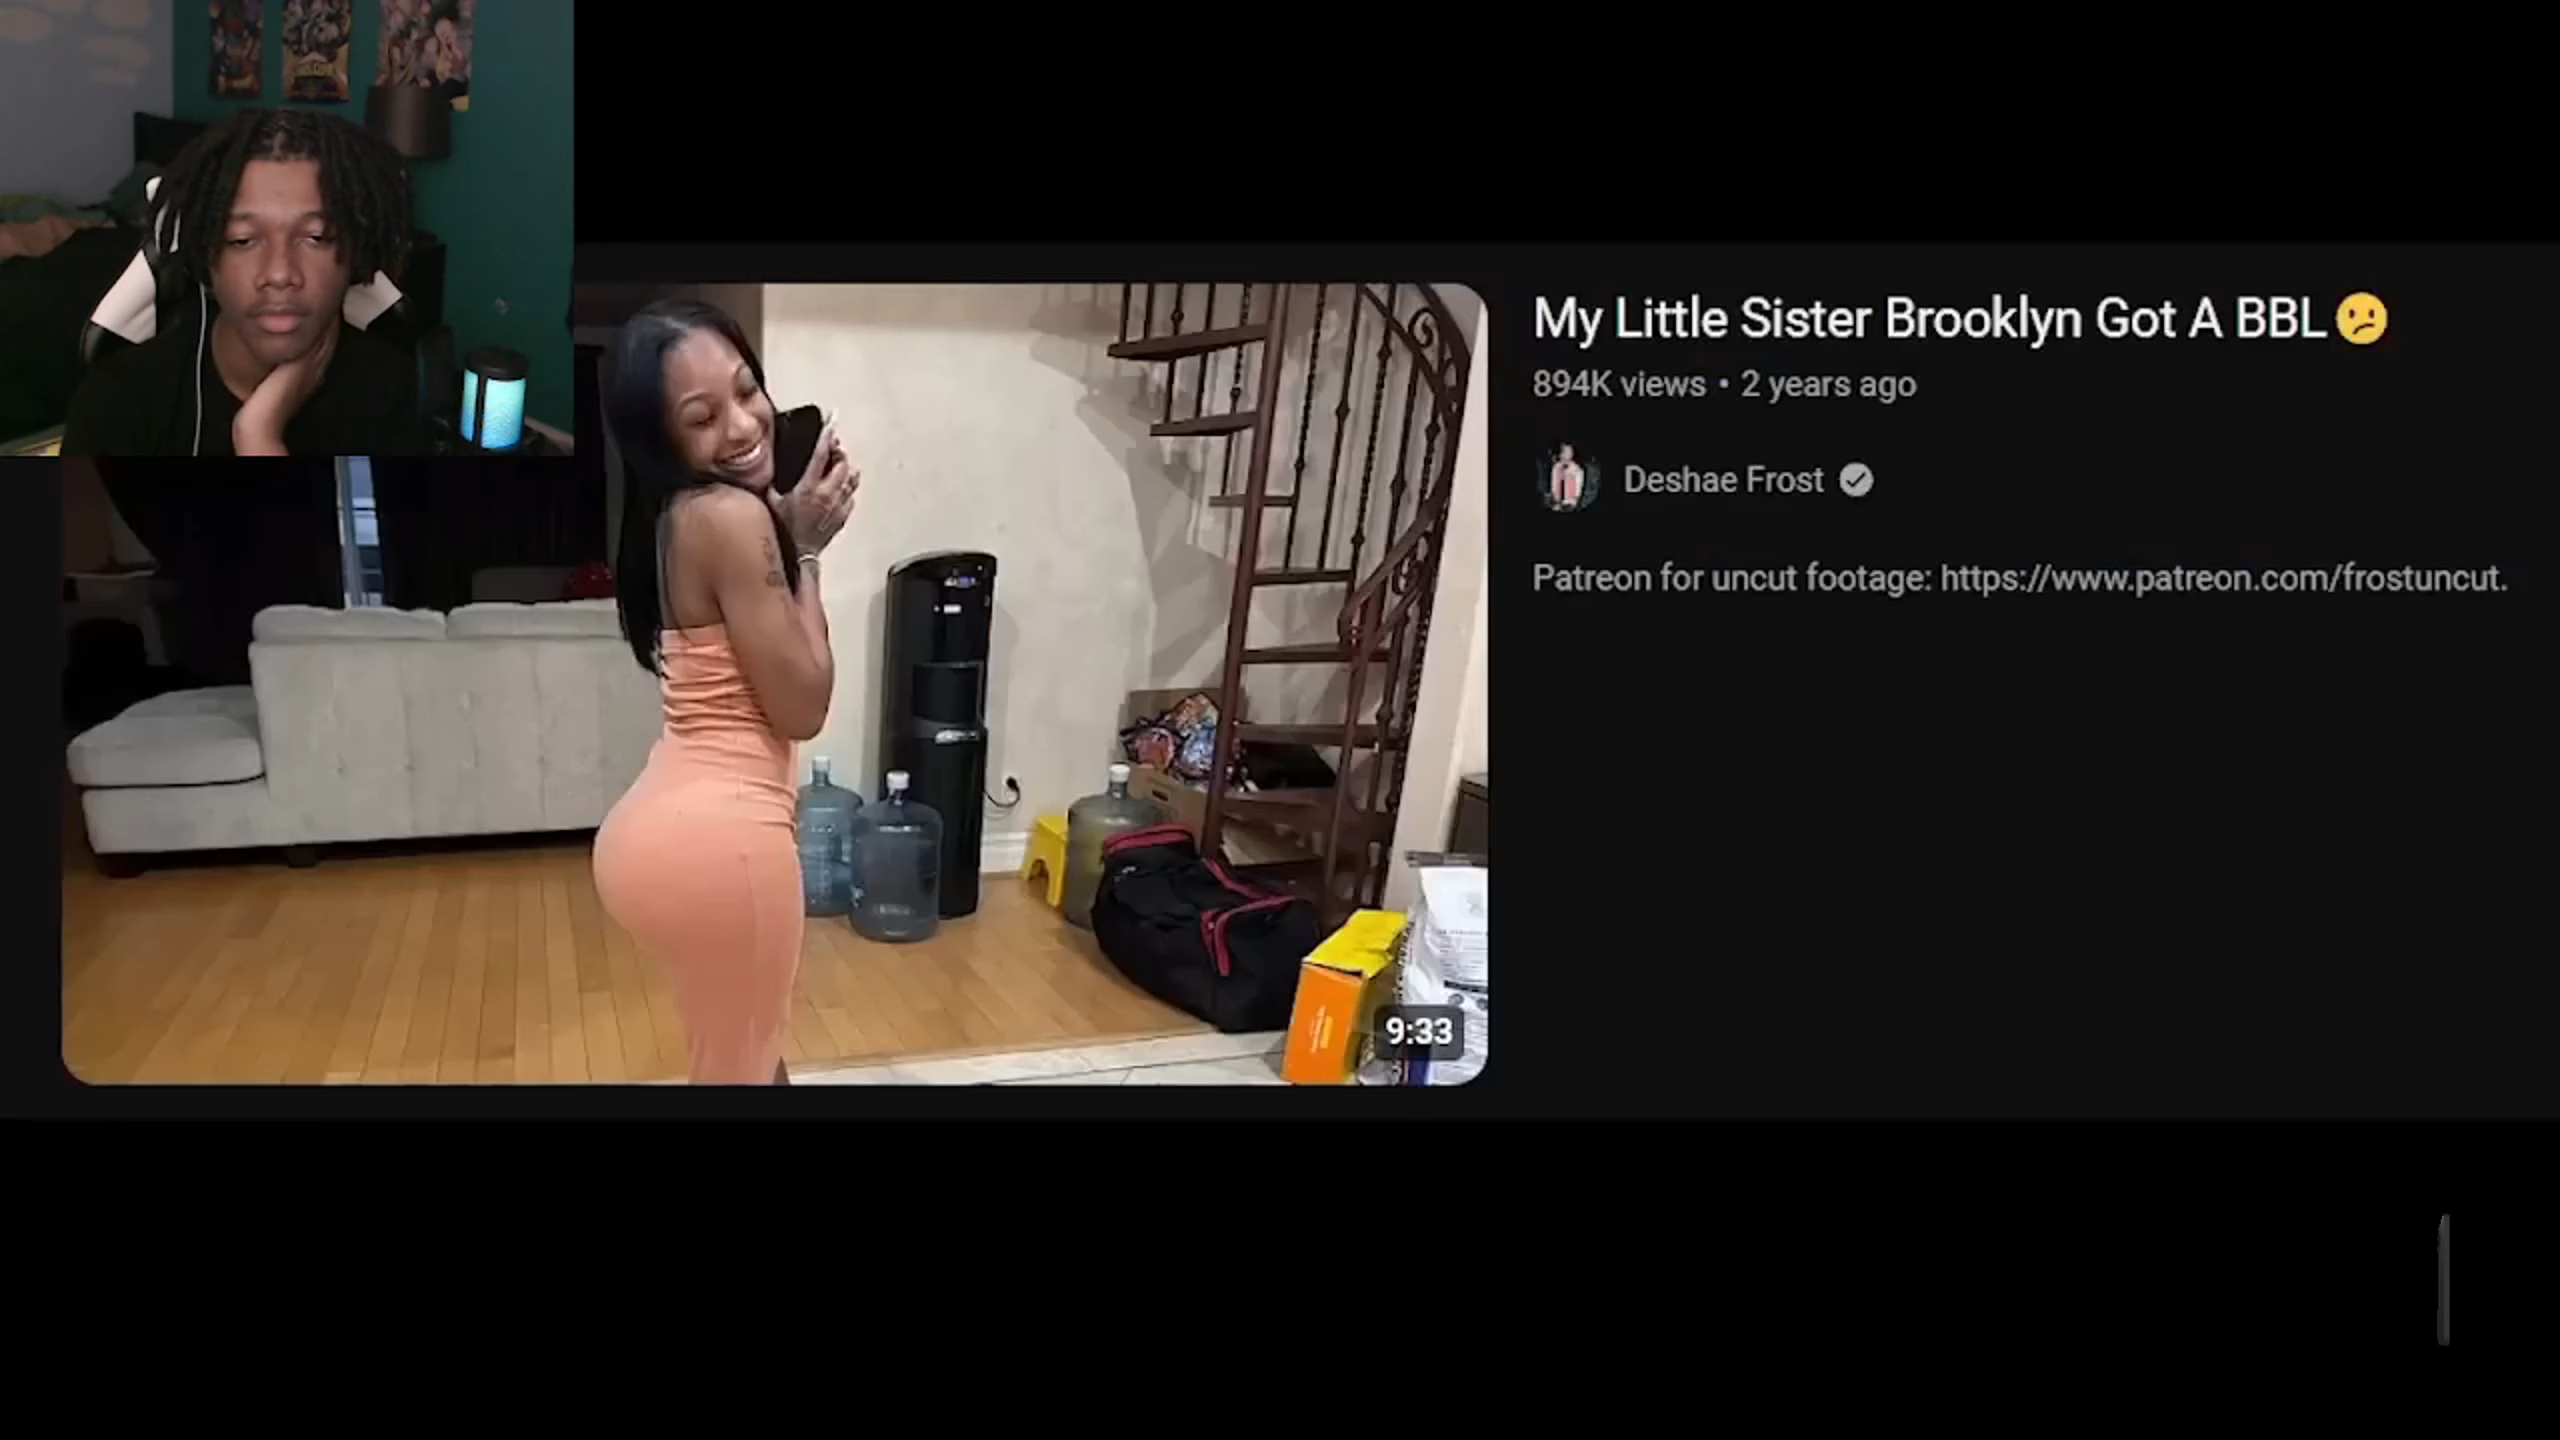 My Little Sister Brooklyn Got A BBL😕
894K views • 2 years ago
Deshae Frost
Patreon for uncut footage: https://www.patreon.com/frostuncut.
9:33